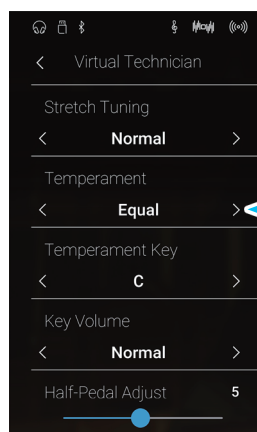 Virtual Technician
Stretch Tuning
Normal
Temperament
Equal
Temperament Key
C
Key Volume
Normal
Half-Pedal Adjust 5